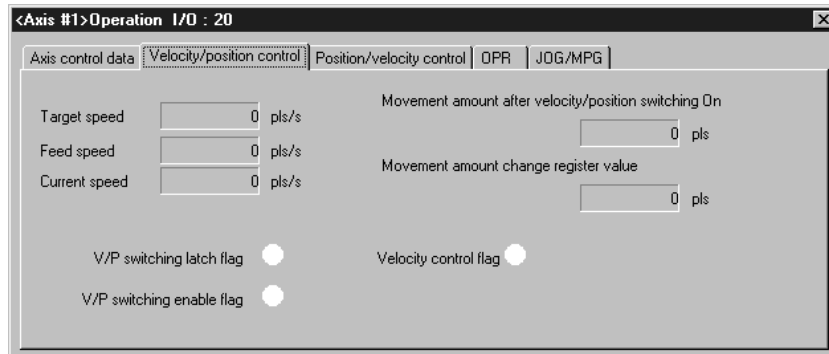 <Axis #1>Operation I/O : 20
Axis control data Velocity/position control Position/velocity control OPR JOG/MPG
Target speed 0 pls/s
Feed speed 0 pls/s
Current speed 0 pls/s
Movement amount after velocity/position switching On
0 pls
Movement amount change register value
0 pls
V/P switching latch flag
V/P switching enable flag
Velocity control flag